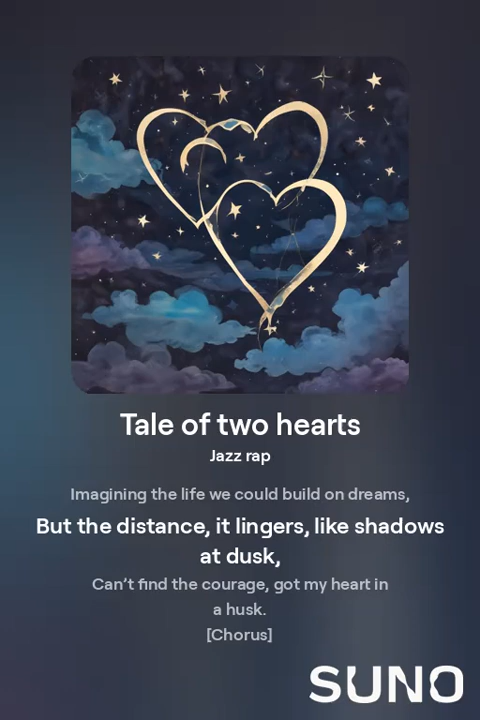 Tale of two hearts
Jazz rap
Imagining the life we could build on dreams,
But the distance, it lingers, like shadows
at dusk,
Can’t find the courage, got my heart in
a husk.
[Chorus]
SUNO